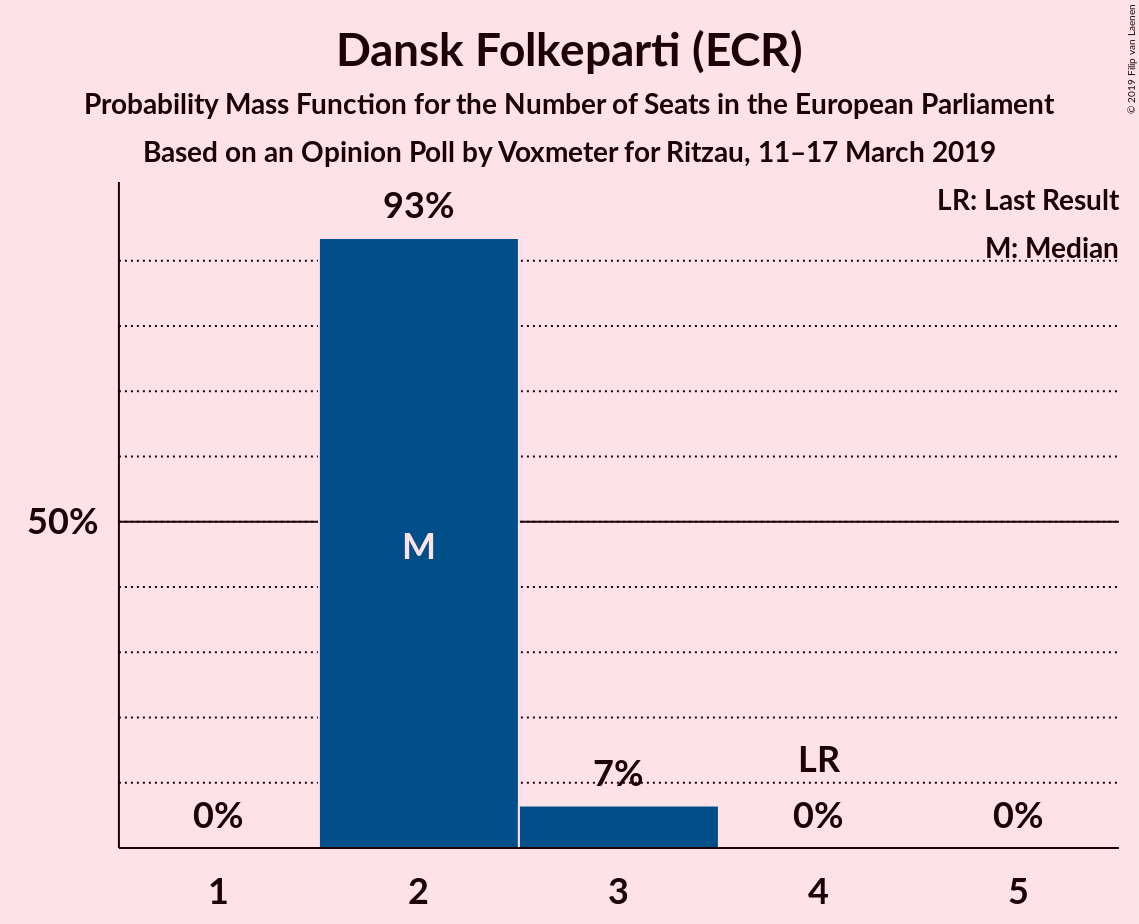 Dansk Folkeparti (ECR)
Probability Mass Function for the Number of Seats in the European Parliament
Based on an Opinion Poll by Voxmeter for Ritzau, 11–17 March 2019
© 2019 Filip van Laenen
LR: Last Result
M: Median
93%
50%
M
7%
LR
0%
0%
0%
1
2
3
4
5